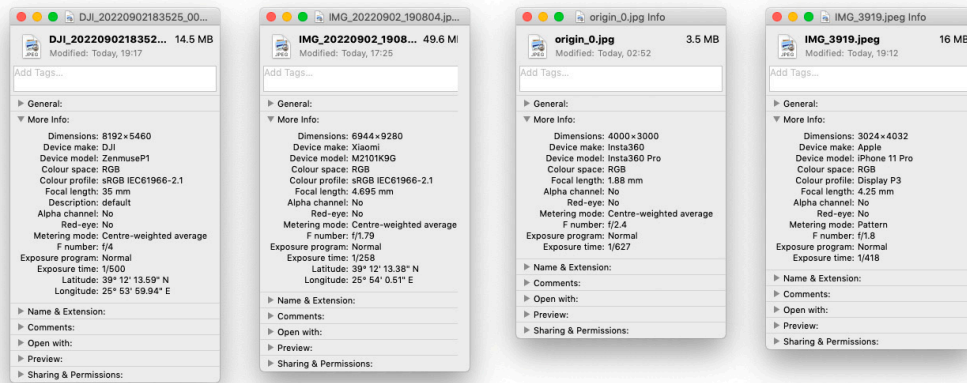 DJI_20220902183525_00...
DJI_2022090218352... 14.5 MB
Modified: Today, 19:17
Add Tags...
General:
More Info:
Dimensions: 8192×5460
Device make: DJI
Device model: ZenmuseP1
Colour space: RGB
Colour profile: sRGB IEC61966-2.1
Focal length: 35 mm
Description: default
Alpha channel: No
Red-eye: No
Metering mode: Centre-weighted average
F number: f/4
Exposure program: Normal
Exposure time: 1/500
Latitude: 39° 12' 13.59" N
Longitude: 25° 53' 59.94" E
Name & Extension:
Comments:
Open with:
Preview:
Sharing & Permissions:
IMG_20220902_190804.jp...
IMG_20220902_1908... 49.6 M
Modified: Today, 17:25
Add Tags...
General:
More Info:
Dimensions: 6944×9280
Device make: Xiaomi
Device model: M2101K9G
Colour space: RGB
Colour profile: sRGB IEC61966-2.1
Focal length: 4.695 mm
Alpha channel: No
Red-eye: No
Metering mode: Centre-weighted average
F number: f/1.79
Exposure program: Normal
Exposure time: 1/258
Latitude: 39° 12' 13.38" N
Longitude: 25° 54' 0.51" E
Name & Extension:
Comments:
Open with:
Preview:
Sharing & Permissions:
origin_0.jpg Info
origin_0.jpg 3.5 MB
Modified: Today, 02:52
Add Tags...
General:
More Info:
Dimensions: 4000×3000
Device make: Insta360
Device model: Insta360 Pro
Colour space: RGB
Focal length: 1.88 mm
Alpha channel: No
Red-eye: No
Metering mode: Centre-weighted average
F number: f/2.4
Exposure program: Normal
Exposure time: 1/627
Name & Extension:
Comments:
Open with:
Preview:
Sharing & Permissions:
IMG_3919.jpeg Info
IMG_3919.jpeg 16 MB
Modified: Today, 19:12
Add Tags...
General:
More Info:
Dimensions: 3024×4032
Device make: Apple
Device model: iPhone 11 Pro
Colour space: RGB
Colour profile: Display P3
Focal length: 4.25 mm
Alpha channel: No
Red-eye: No
Metering mode: Pattern
F number: f/1.8
Exposure program: Normal
Exposure time: 1/418
Name & Extension:
Comments:
Open with:
Preview:
Sharing & Permissions: